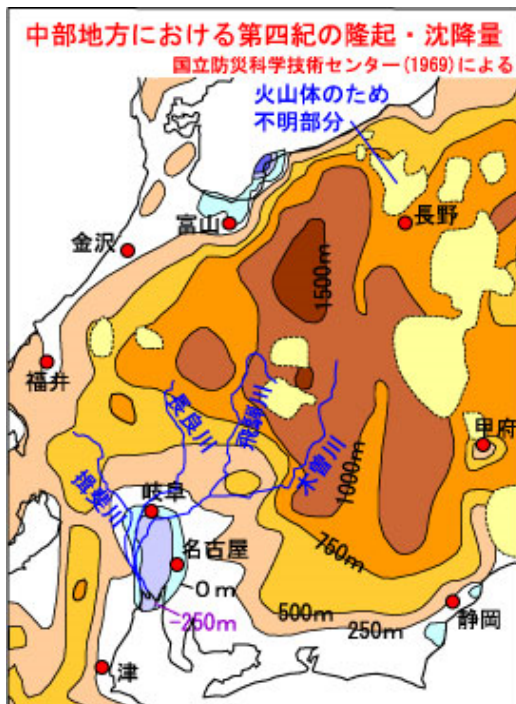 中部地方における第四紀の隆起・沈降量
国立防災科学技術センター(1969)による
火山体のため
不明部分
富山
長野
金沢
1500m
福井
長良川
飛騨川
木曽川
甲府
揖斐川
1000m
岐阜
750m
名古屋
0m
-250m
500m
250m
静岡
津